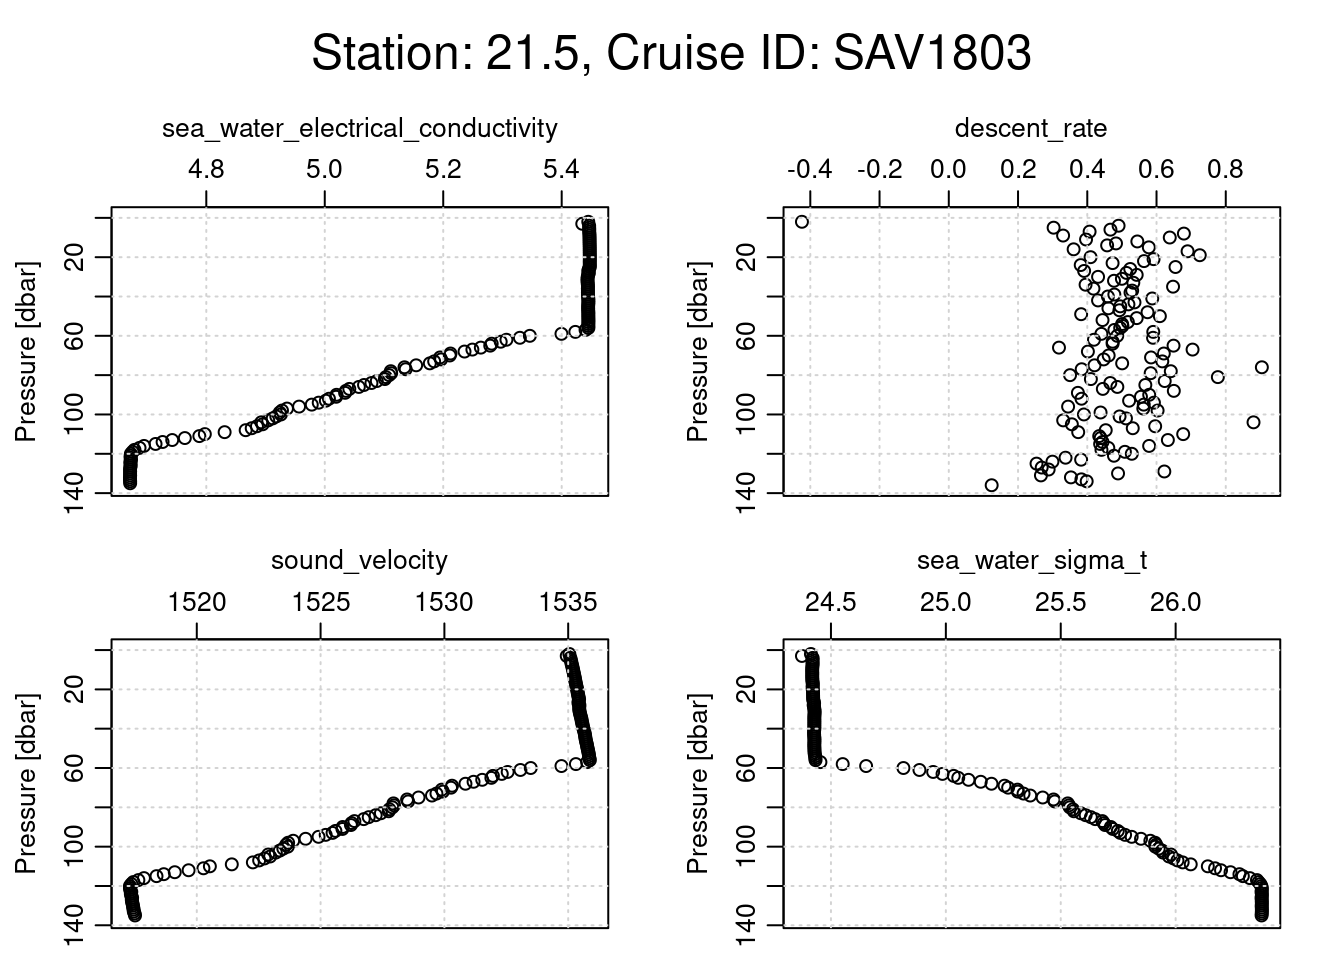 Station: 21.5, Cruise ID: SAV1803
sea_water_electrical_conductivity
4.8 5.0 5.2 5.4
Pressure [dbar]
20
60
100
140
descent_rate
-0.4 -0.2 0.0 0.2 0.4 0.6 0.8
Pressure [dbar]
20
60
100
140
sound_velocity
1520 1525 1530 1535
Pressure [dbar]
20
60
100
140
sea_water_sigma_t
24.5 25.0 25.5 26.0
Pressure [dbar]
20
60
100
140